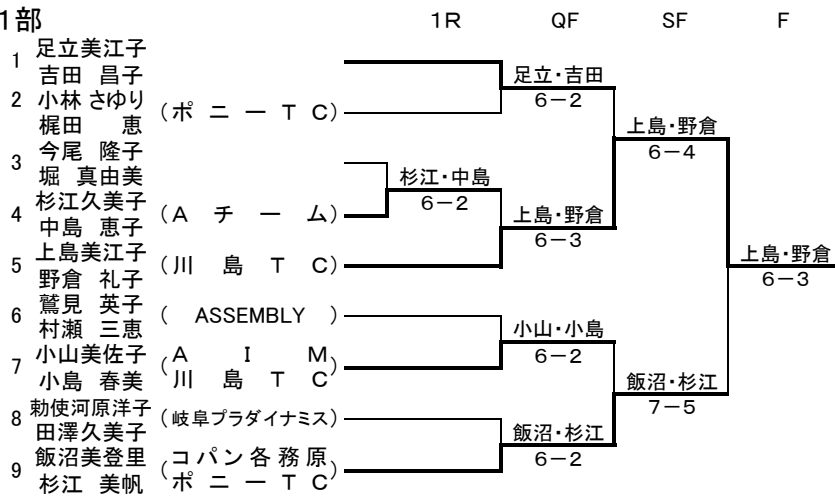 1部 1R QF SF F
1 足立美江子
吉田 昌子
2 小林 さゆり (ポニーTC)
梶田 恵
3 今尾 隆子
堀 真由美
4 杉江久美子 (Aチーム)
中島 恵子
5 上島美江子 (川島TC)
野倉 礼子
6 鷲見 英子 ( ASSEMBLY )
村瀬 三恵
7 小山美佐子 (AIM
小島 春美 川島TC)
8 勅使河原洋子 (岐阜プラダイナミス)
田澤久美子
9 飯沼美登里 (コパン各務原
杉江 美帆 ポニーTC)
杉江・中島
6-2
足立・吉田
6-2
上島・野倉
6-3
小山・小島
6-2
飯沼・杉江
6-2
上島・野倉
6-4
飯沼・杉江
7-5
上島・野倉
6-3